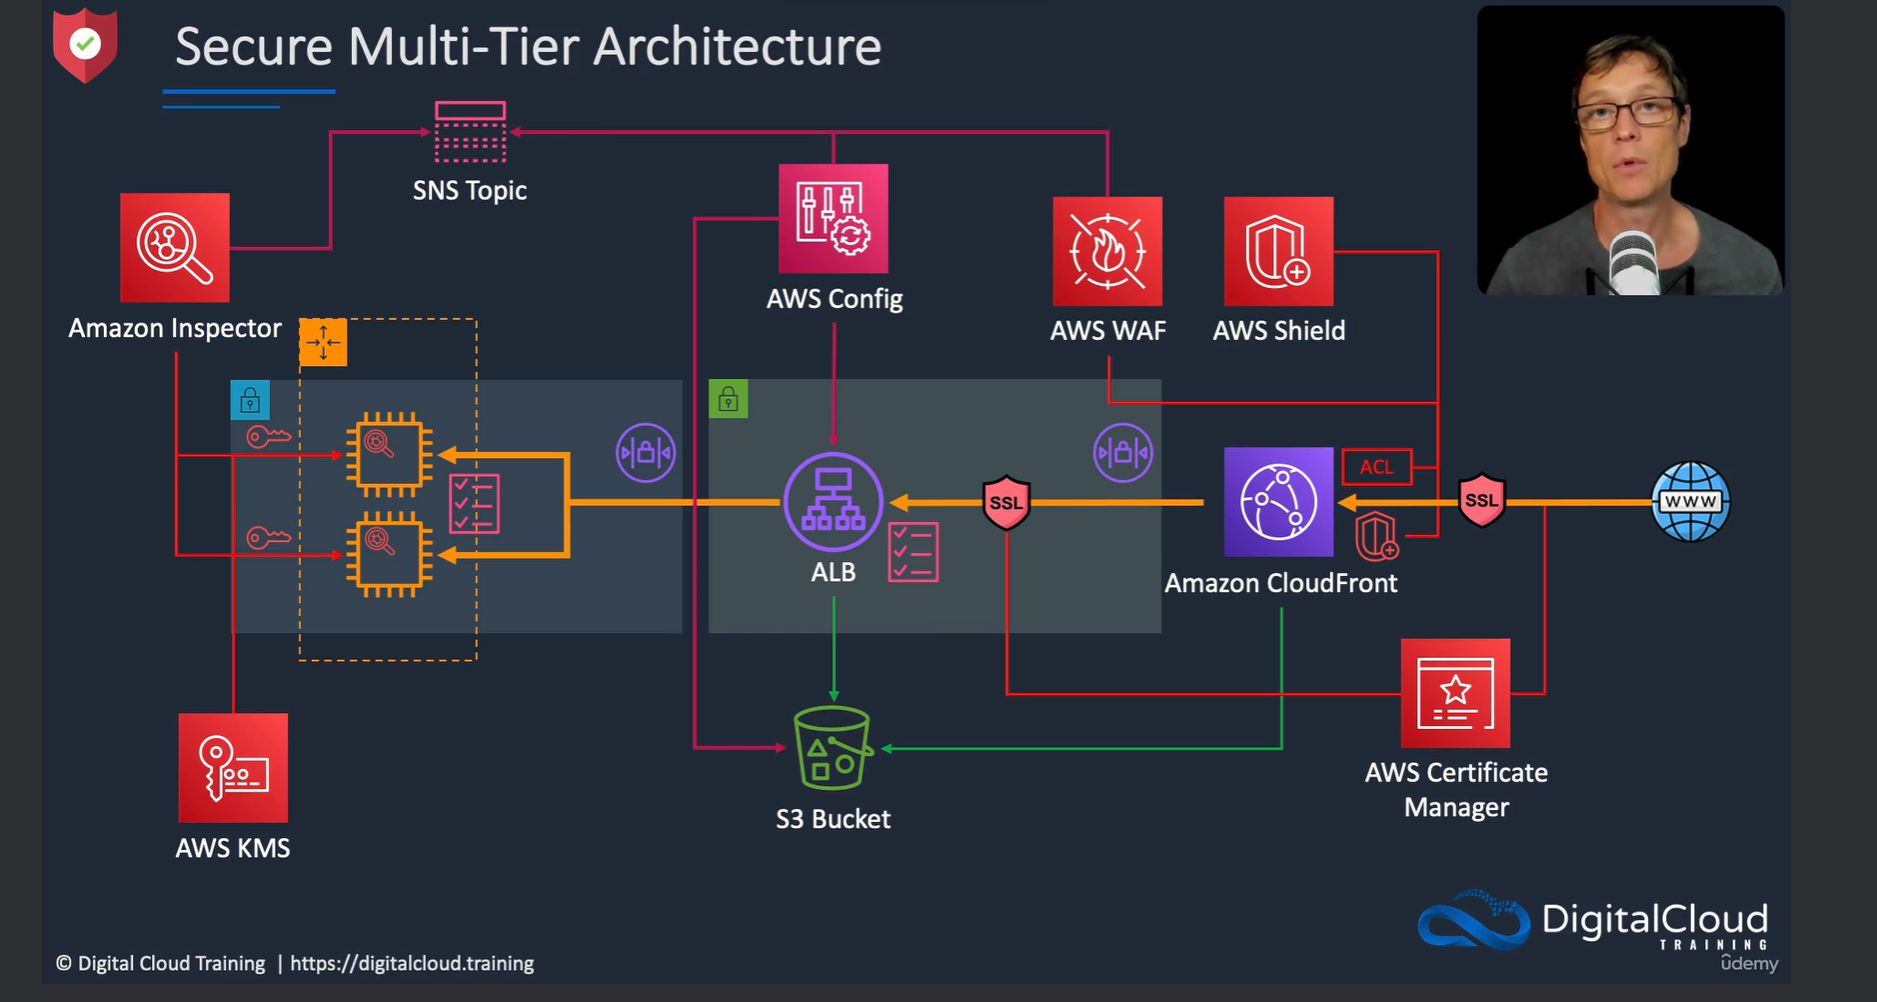 Secure Multi-Tier Architecture
SNS Topic
Amazon Inspector
AWS Config
AWS WAF
AWS Shield
ACL
SSL
SSL
WWW
ALB
Amazon CloudFront
S3 Bucket
AWS Certificate
Manager
AWS KMS
DigitalCloud
TRAINING
ûdemy
© Digital Cloud Training | https://digitalcloud.training